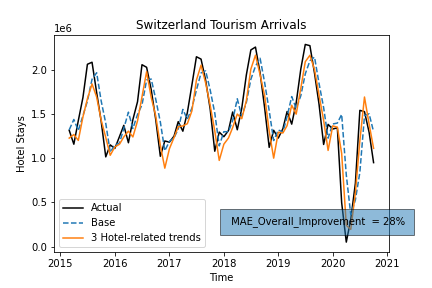 Switzerland Tourism Arrivals
1e6
Hotel Stays
2.0
1.5
1.0
0.5
0.0
Actual
Base
3 Hotel-related trends
MAE_Overall_Improvement = 28%
2015 2016 2017 2018 2019 2020 2021
Time